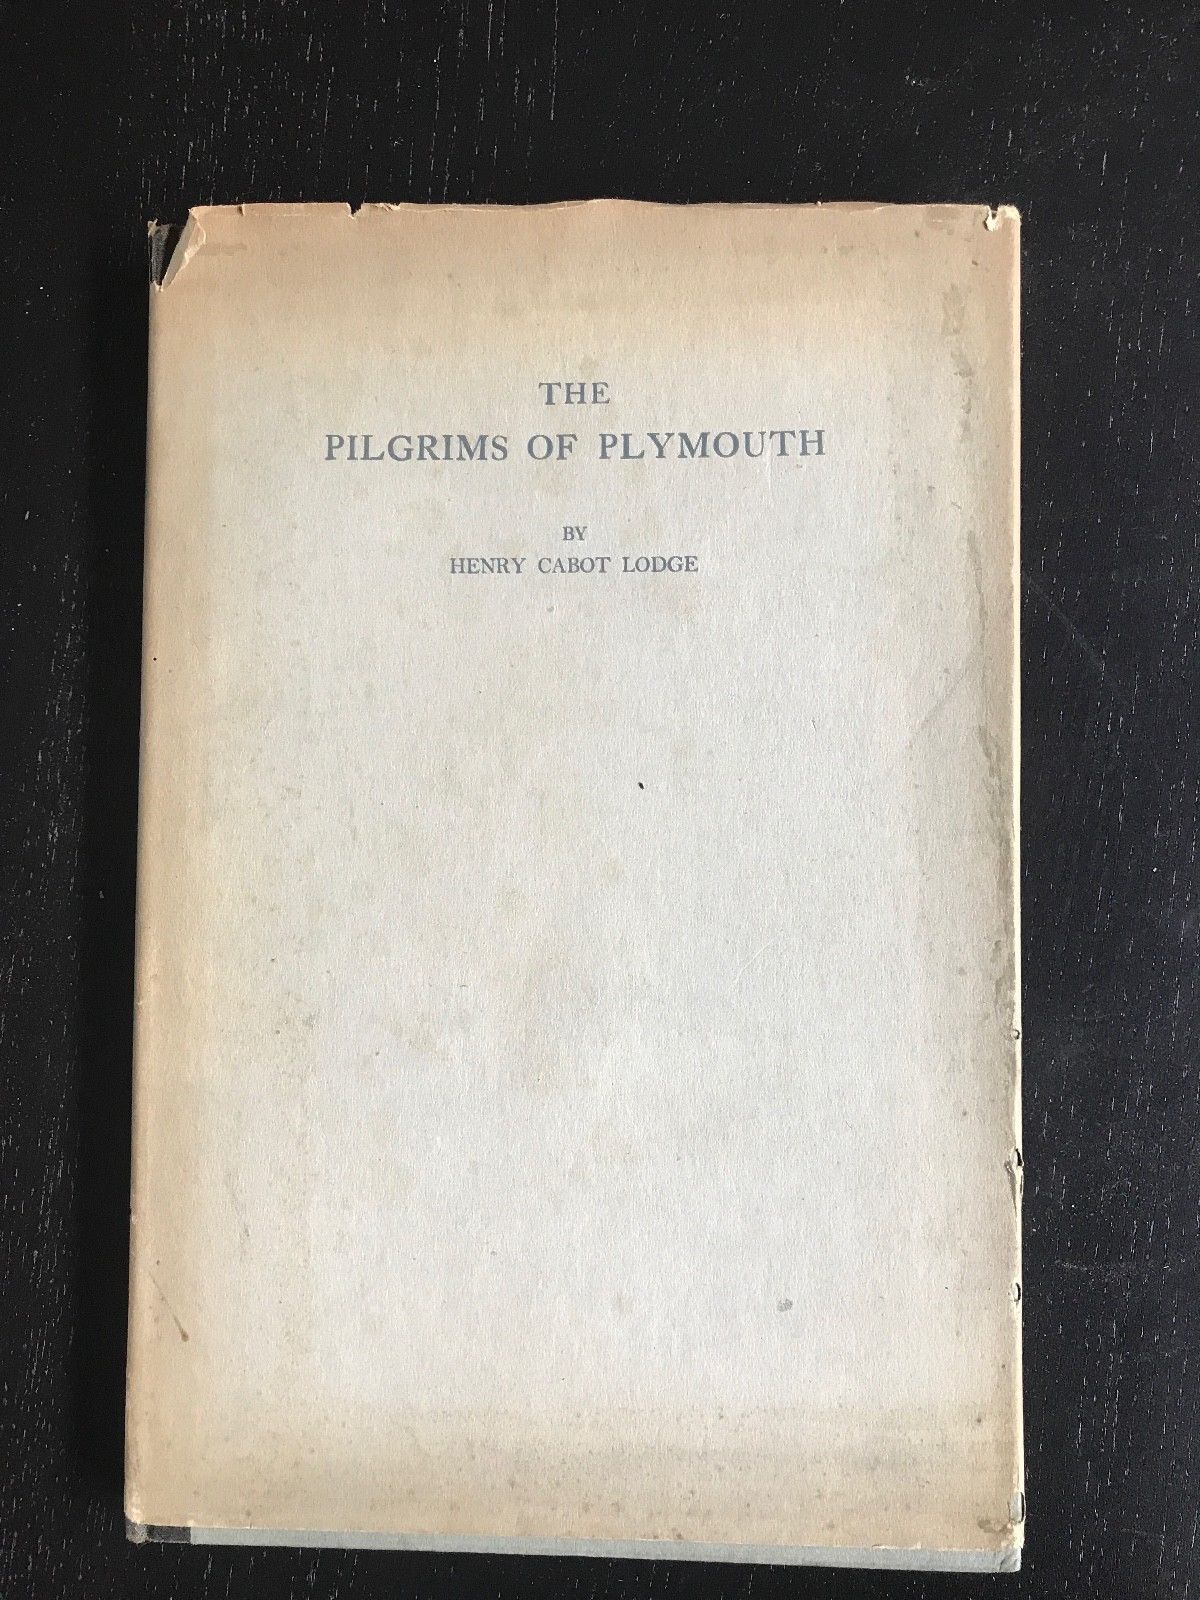 THE
PILGRIMS OF PLYMOUTH
BY
HENRY CABOT LODGE